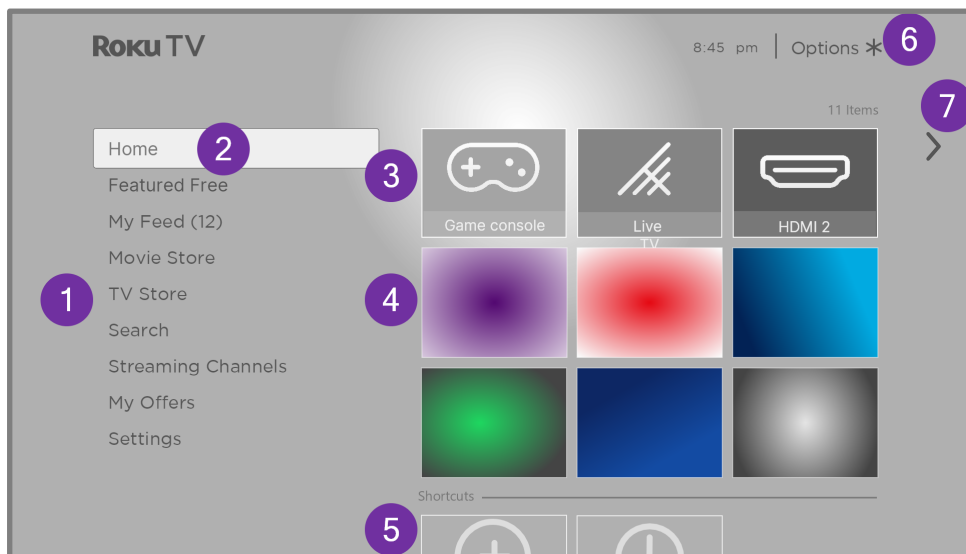 Roku TV
8:45 pm
Options
6
7
11 Items
Home
2
Featured Free
My Feed (12)
Movie Store
TV Store
Search
Streaming Channels
My Offers
Settings
1
3
Game console
Live
TV
HDMI 2
4
Shortcuts
5